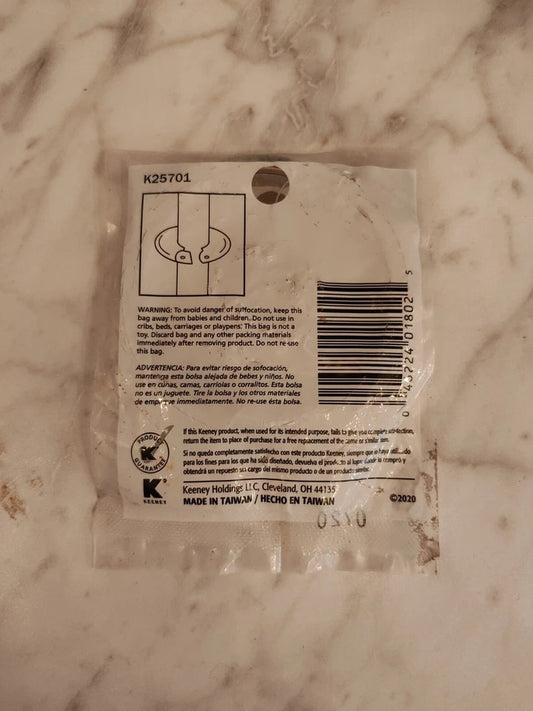 K25701
WARNING: To avoid danger of suffocation, keep this
bag away from babies and children. Do not use in
cribs, beds, carriages or playpens. This bag is not a
toy. Discard bag and any other packing materials
immediately after removing product. Do not re-use
this bag.
ADVERTENCIA: Para evitar riesgo de sofocación,
mantenga esta bolsa alejada de bebes y niños. No
use en cunas, camas, carriolas o corralitos. Esta bolsa
no es un juguete. Tire la bolsa y los otros materiales
de empaque immediatamente. No re-use ésta bolsa.
0 46224 01802 5
PRODUCT
K
GUARANTEE
If this Keeney product, when used for its intended purpose, fails to give you complete satisfaction,
return the item to place of purchase for a free repacement of the same or similar item.
Si no queda completamente satisfecho con este producto Keeney, siempre que lo haya utilizado
para los fines para los que ha sido diseñado, devuelva el producto al lugar donde lo compró y
obtendrá un repuesto sin cargo del mismo producto o de un producto similar.
K
KEENEY
Keeney Holdings LLC, Cleveland, OH 44135
MADE IN TAIWAN / HECHO EN TAIWAN
©2020
0720